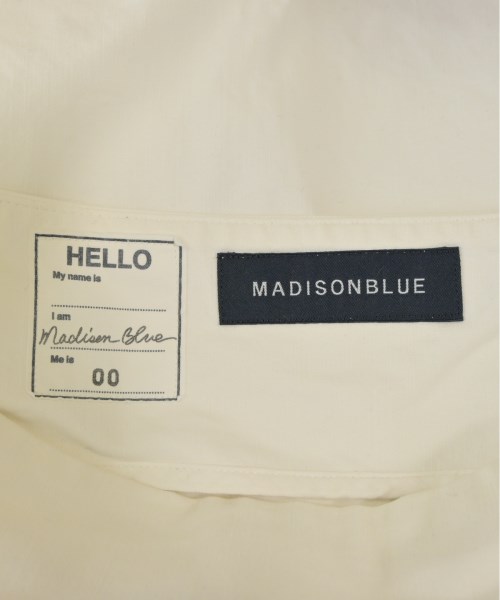 HELLO
My name is
I am
Madison Blue
Me is
00
MADISONBLUE